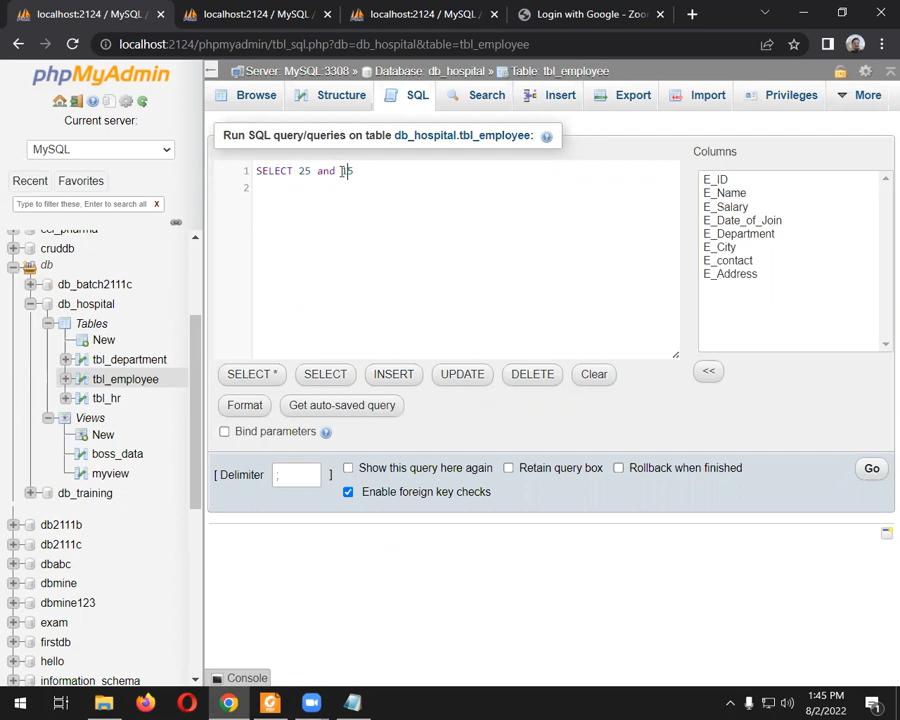 localhost:2124 / MySQL
localhost:2124 / MySQL
localhost:2124 / MySQL
Login with Google - Zoo
localhost:2124/phpmyadmin/tbl_sql.php?db=db_hospital&table=tbl_employee
phpMyAdmin
Current server:
MySQL
Recent
Favorites
Type to filter these, Enter to search all
X
cruddb
db
db_batch2111c
db_hospital
Tables
New
tbl_department
tbl_employee
tbl_hr
Views
New
boss_data
myview
db_training
db2111b
db2111c
dbabc
dbmine
dbmine123
exam
firstdb
hello
information_schema
Server: MySQL:3308 » Database: db_hospital » Table: tbl_employee
Browse
Structure
SQL
Search
Insert
Export
Import
Privileges
More
Run SQL query/queries on table db_hospital.tbl_employee:
1 SELECT 25 and 15
2
Columns
E_ID
E_Name
E_Salary
E_Date_of_Join
E_Department
E_City
E_contact
E_Address
<<
SELECT *
SELECT
INSERT
UPDATE
DELETE
Clear
Format
Get auto-saved query
Bind parameters
[ Delimiter ; ]
Show this query here again
Retain query box
Rollback when finished
Enable foreign key checks
Go
Console
1:45 PM
8/2/2022
1